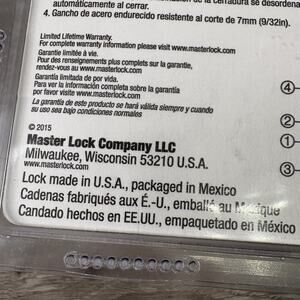 automáticamente al cerrar.
4. Gancho de acero endurecido resistente al corte de 7mm (9/32in).
Limited Lifetime Warranty.
For complete warranty information please visit www.masterlock.com
Garantie limitée à vie.
Pour des renseignements plus complets sur la garantie,
rendez-vous au www.masterlock.com
Garantía limitada de por vida.
Para ver la información completa sobre la garantía
por favor visite www.masterlock.com
La garantía de este producto se hará válida siempre y cuando
su uso sea bajo condiciones normales
© 2015
Master Lock Company LLC
Milwaukee, Wisconsin 53210 U.S.A.
www.masterlock.com
Lock made in U.S.A., packaged in Mexico
Cadenas fabriqués aux É.-U., emballé au Mexique
Candado hechos en EE.UU., empaquetado en México
4
2
1
3